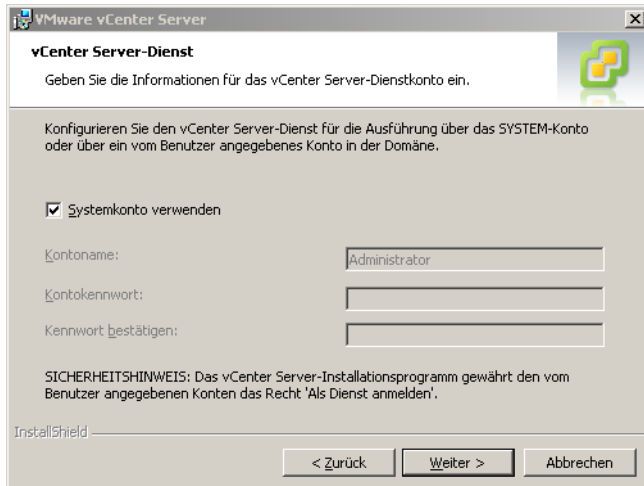 VMware vCenter Server
vCenter Server-Dienst
Geben Sie die Informationen für das vCenter Server-Dienstkonto ein.
Konfigurieren Sie den vCenter Server-Dienst für die Ausführung über das SYSTEM-Konto
oder über ein vom Benutzer angegebenes Konto in der Domäne.
Systemkonto verwenden
Kontoname: Administrator
Kontokennwort:
Kennwort bestätigen:
SICHERHEITSHINWEIS: Das vCenter Server-Installationsprogramm gewährt den vom
Benutzer angegebenen Konten das Recht 'Als Dienst anmelden'.
InstallShield
< Zurück Weiter > Abbrechen